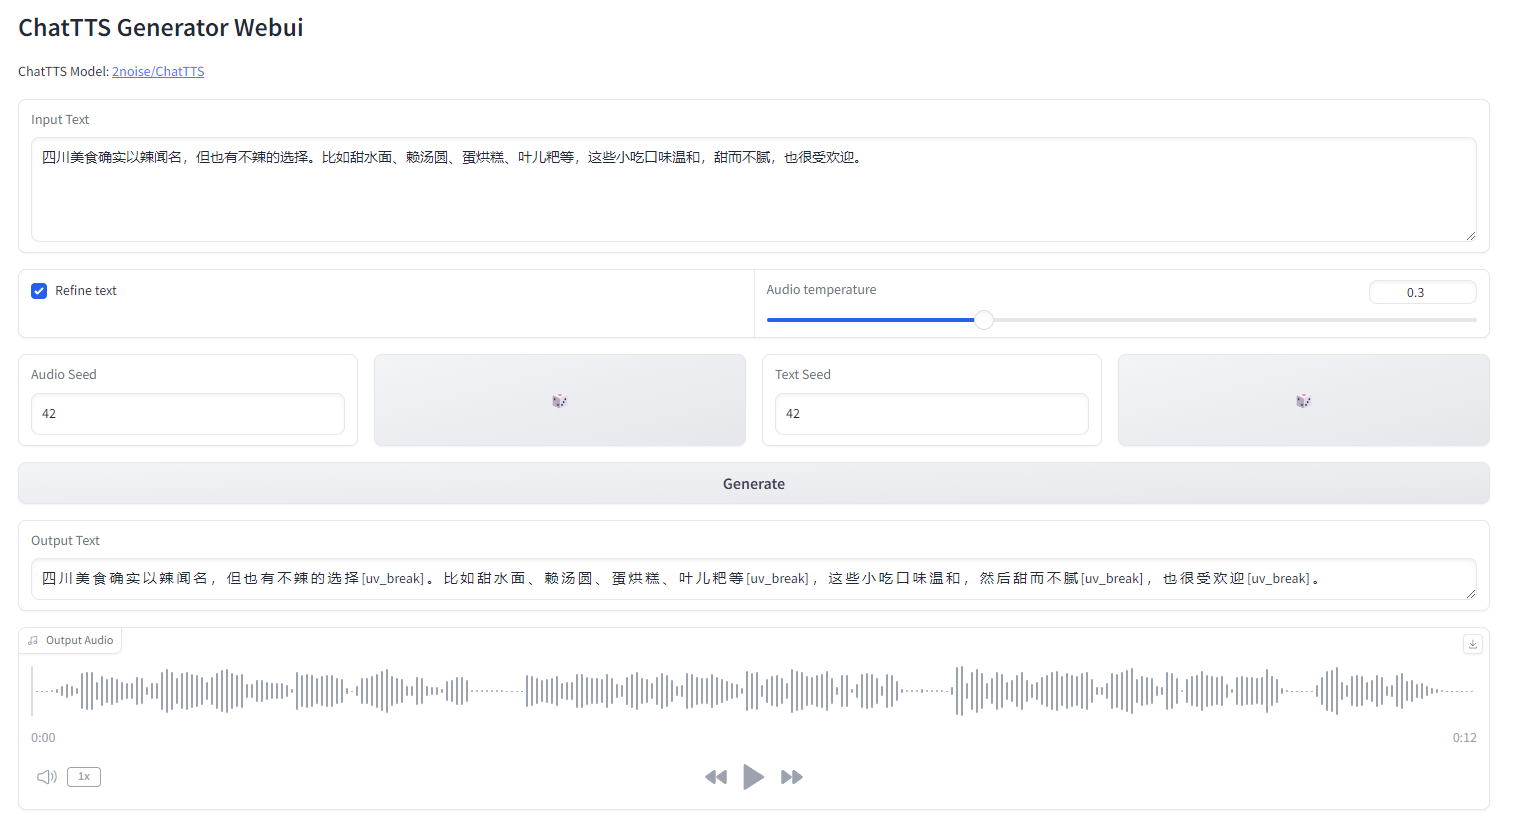 ChatTTS Generator Webui
ChatTTS Model: 2noise/ChatTTS
Input Text
四川美食确实以辣闻名，但也有不辣的选择。比如甜水面、赖汤圆、蛋烘糕、叶儿粑等，这些小吃口味温和，甜而不腻，也很受欢迎。
Refine text
Audio temperature
0.3
Audio Seed
42
Text Seed
42
Generate
Output Text
四 川 美 食 确 实 以 辣 闻 名 ， 但 也 有 不 辣 的 选 择 [uv_break] 。 比 如 甜 水 面 、 赖 汤 圆 、 蛋 烘 糕 、 叶 儿 粑 等 [uv_break] ， 这 些 小 吃 口 味 温 和 ， 然 后 甜 而 不 腻 [uv_break] ， 也 很 受 欢 迎 [uv_break] 。
Output Audio
0:00
0:12
1x